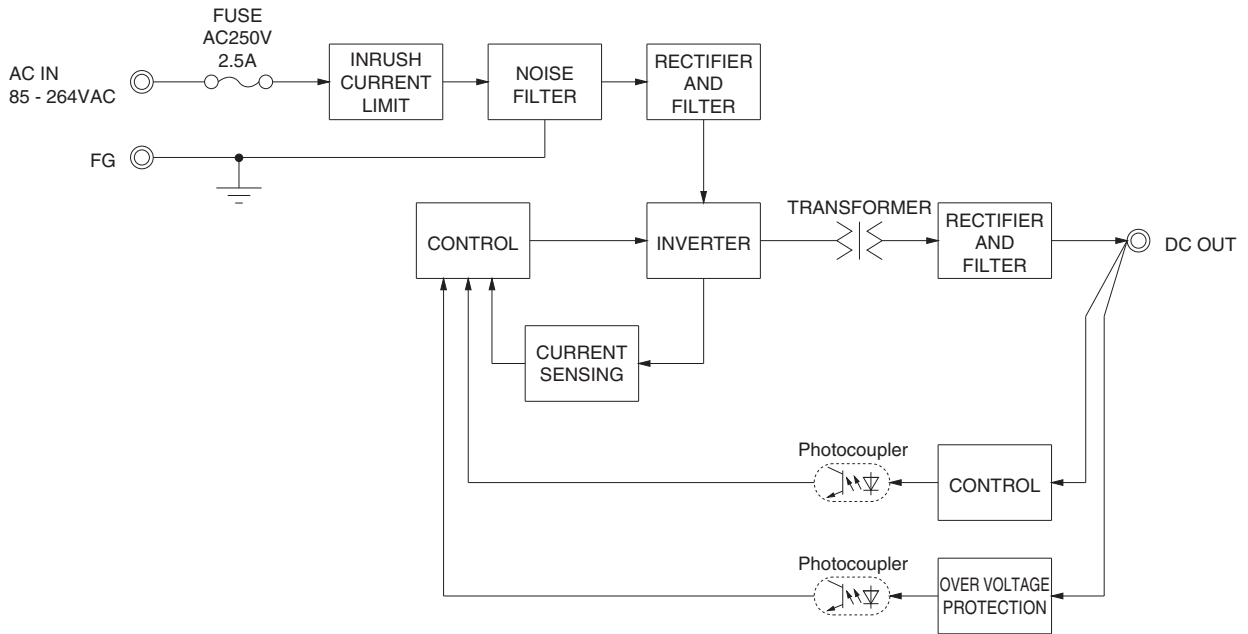 FUSE
AC250V
2.5A
AC IN
85 - 264VAC
INRUSH
CURRENT
LIMIT
NOISE
FILTER
RECTIFIER
AND
FILTER
FG
CONTROL
INVERTER
TRANSFORMER
RECTIFIER
AND
FILTER
DC OUT
CURRENT
SENSING
Photocoupler
CONTROL
Photocoupler
OVER VOLTAGE
PROTECTION